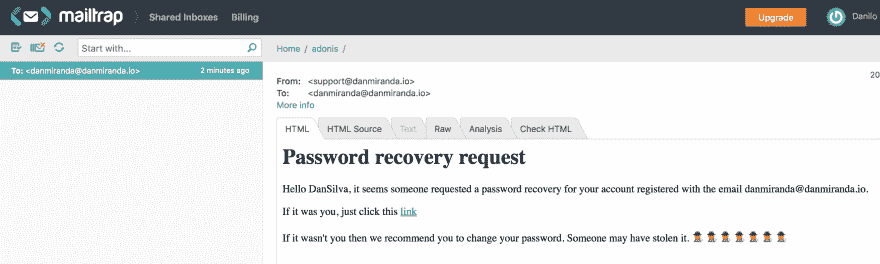 mailtrap Shared Inboxes Billing Upgrade Danilo
Start with...
Home / adonis /
To: <danmiranda@danmiranda.io> 2 minutes ago
20
From: <support@danmiranda.io>
To: <danmiranda@danmiranda.io>
More info
HTML HTML Source Text Raw Analysis Check HTML
Password recovery request
Hello DanSilva, it seems someone requested a password recovery for your account registered with the email danmiranda@danmiranda.io.
If it was you, just click this link
If it wasn't you then we recommend you to change your password. Someone may have stolen it. 🕵🕵🕵🕵🕵🕵🕵